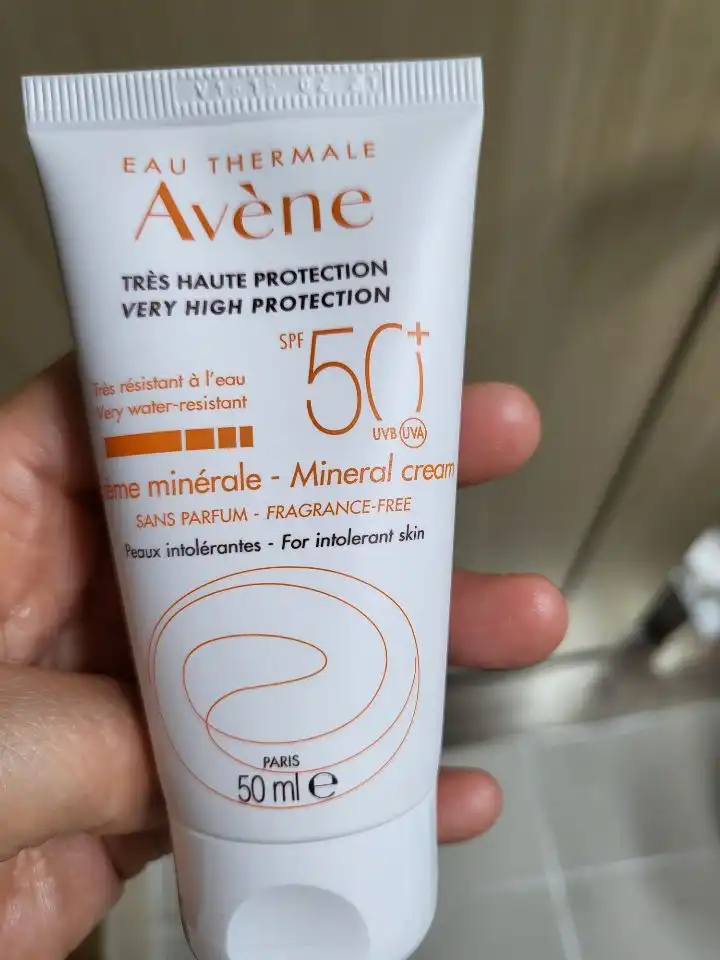 EAU THERMALE
Avène
TRÈS HAUTE PROTECTION
VERY HIGH PROTECTION
SPF 50+
UVB UVA
Très résistant à l'eau
Very water-resistant
minérale - Mineral cream
SANS PARFUM - FRAGRANCE-FREE
Peaux intolérantes - For intolerant skin
PARIS
50 ml e